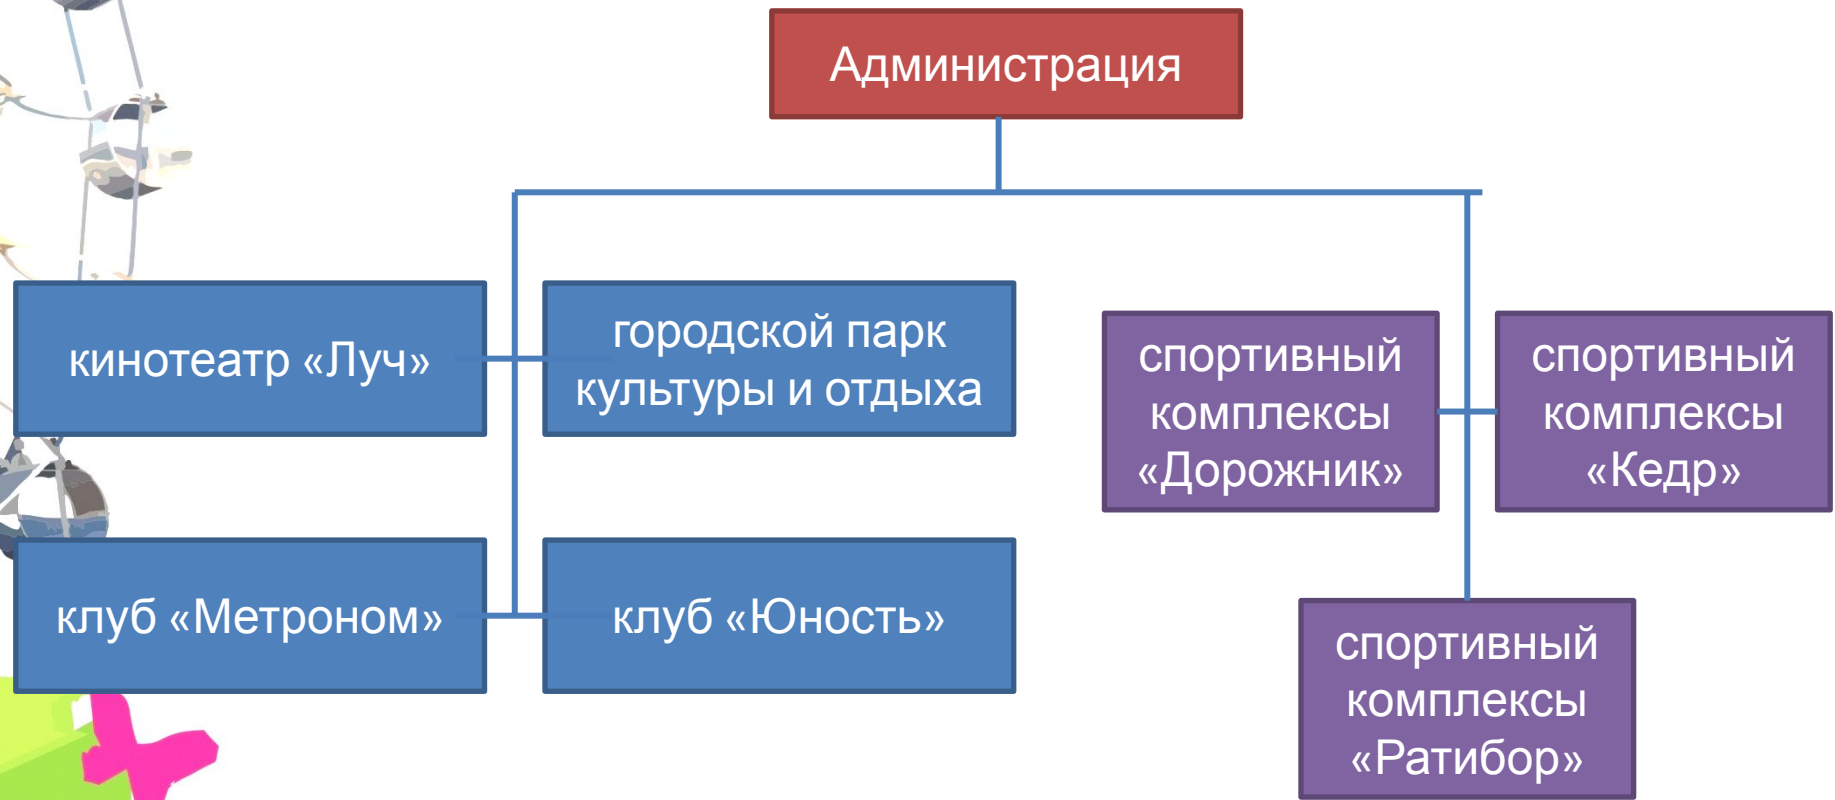 Администрация
кинотеатр «Луч»
городской парк
культуры и отдыха
клуб «Метроном»
клуб «Юность»
спортивный
комплексы
«Дорожник»
спортивный
комплексы
«Кедр»
спортивный
комплексы
«Ратибор»